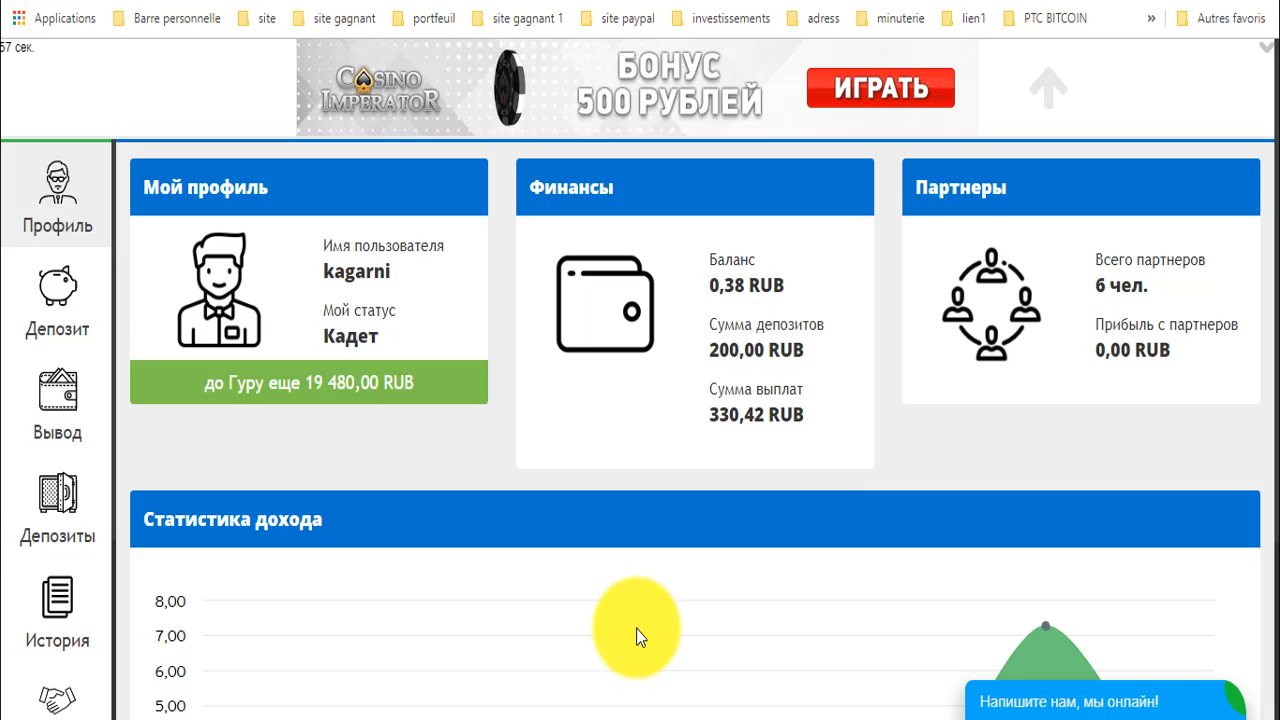 Applications Barre personnelle site site gagnant portfeuil site gagnant 1 site paypal investissements adress minuterie lien1 PTC BITCOIN » Autres favoris
57 сек.
CASINO
IMPERATOR
БОНУС
500 РУБЛЕЙ
ИГРАТЬ
Профиль
Депозит
Вывод
Депозиты
История
Мой профиль
Имя пользователя
kagarni
Мой статус
Кадет
до Гуру еще 19 480,00 RUB
Финансы
Баланс
0,38 RUB
Сумма депозитов
200,00 RUB
Сумма выплат
330,42 RUB
Партнеры
Всего партнеров
6 чел.
Прибыль с партнеров
0,00 RUB
Статистика дохода
8,00
7,00
6,00
5,00
Напишите нам, мы онлайн!